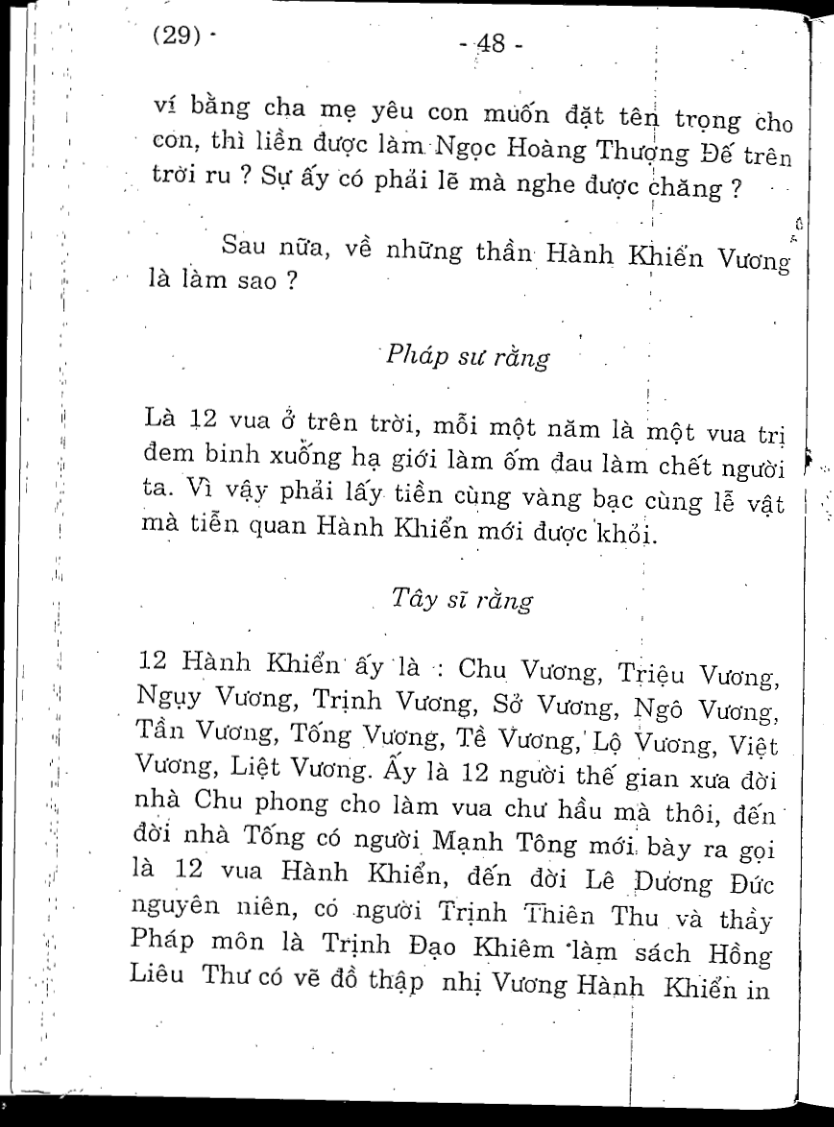 (29)
- 48 -
ví bằng cha mẹ yêu con muốn đặt tên trọng cho
con, thì liền được làm Ngọc Hoàng Thượng Đế trên
trời ru ? Sự ấy có phải lẽ mà nghe được chăng ?
Sau nữa, về những thần Hành Khiển Vương
là làm sao ?
Pháp sư rằng
Là 12 vua ở trên trời, mỗi một năm là một vua trị
đem binh xuống hạ giới làm ốm đau làm chết người
ta. Vì vậy phải lấy tiền cùng vàng bạc cùng lễ vật
mà tiễn quan Hành Khiển mới được khỏi.
Tây sĩ rằng
12 Hành Khiển ấy là : Chu Vương, Triệu Vương,
Ngụy Vương, Trịnh Vương, Sở Vương, Ngô Vương,
Tần Vương, Tống Vương, Tề Vương, Lộ Vương, Việt
Vương, Liệt Vương. Ấy là 12 người thế gian xưa đời
nhà Chu phong cho làm vua chư hầu mà thôi, đến
đời nhà Tống có người Mạnh Tông mới bày ra gọi
là 12 vua Hành Khiển, đến đời Lê Dương Đức
nguyên niên, có người Trịnh Thiên Thu và thầy
Pháp môn là Trịnh Đạo Khiêm làm sách Hồng
Liêu Thư có vẽ đồ thập nhị Vương Hành Khiển in